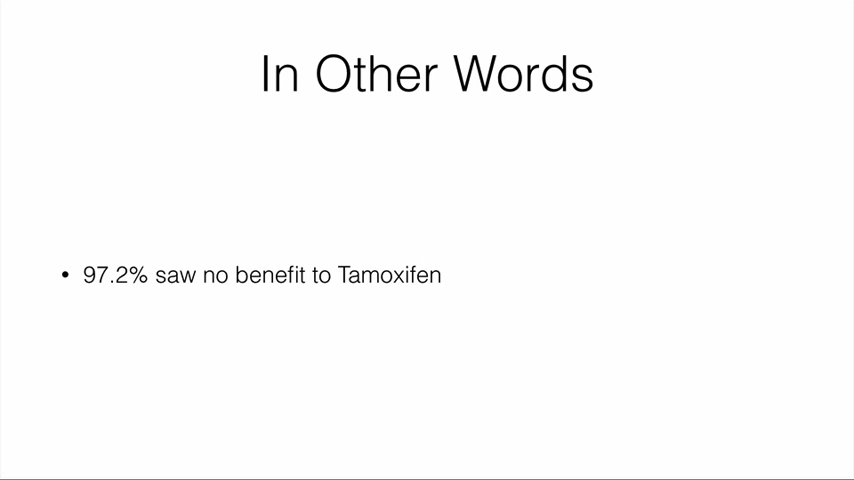 In Other Words
• 97.2% saw no benefit to Tamoxifen